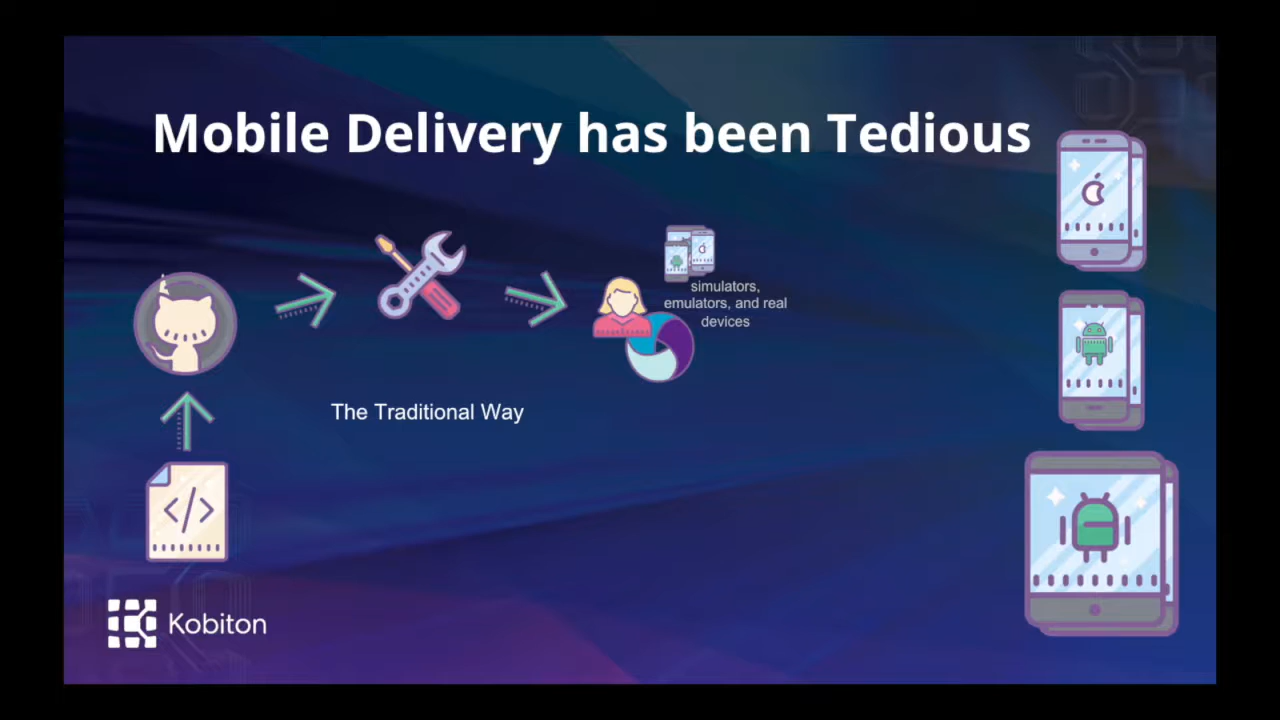 Mobile Delivery has been Tedious
simulators,
emulators, and real
devices
The Traditional Way
</>
Kobiton